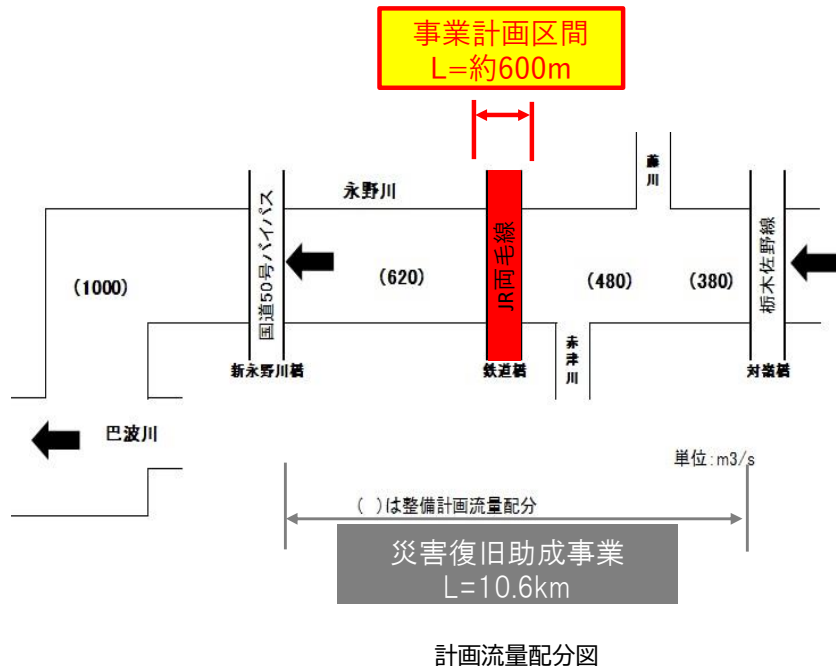 事業計画区間
L=約600m
藤川
永野川
国道50号バイパス
JR両毛線
栃木佐野線
(1000)
(620)
(480)
(380)
新永野川橋
鉄道橋
赤津川
対嶺橋
巴波川
単位:m3/s
( )は整備計画流量配分
災害復旧助成事業
L=10.6km
計画流量配分図